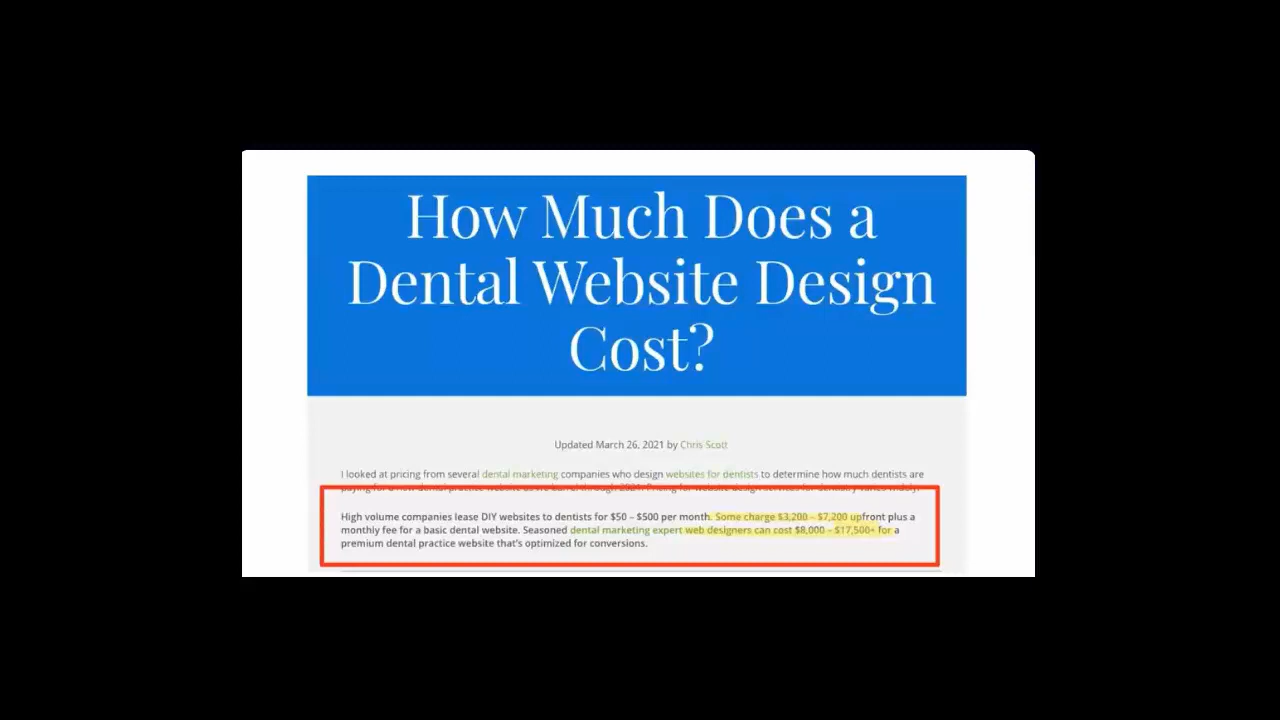 How Much Does a
Dental Website Design
Cost?
Updated March 26, 2021 by Chris Scott
I looked at pricing from several dental marketing companies who design websites for dentists to determine how much dentists are
High volume companies lease DIY websites to dentists for $50 – $500 per month. Some charge $3,200 – $7,200 upfront plus a
monthly fee for a basic dental website. Seasoned dental marketing expert web designers can cost $8,000 – $17,500+ for a
premium dental practice website that's optimized for conversions.